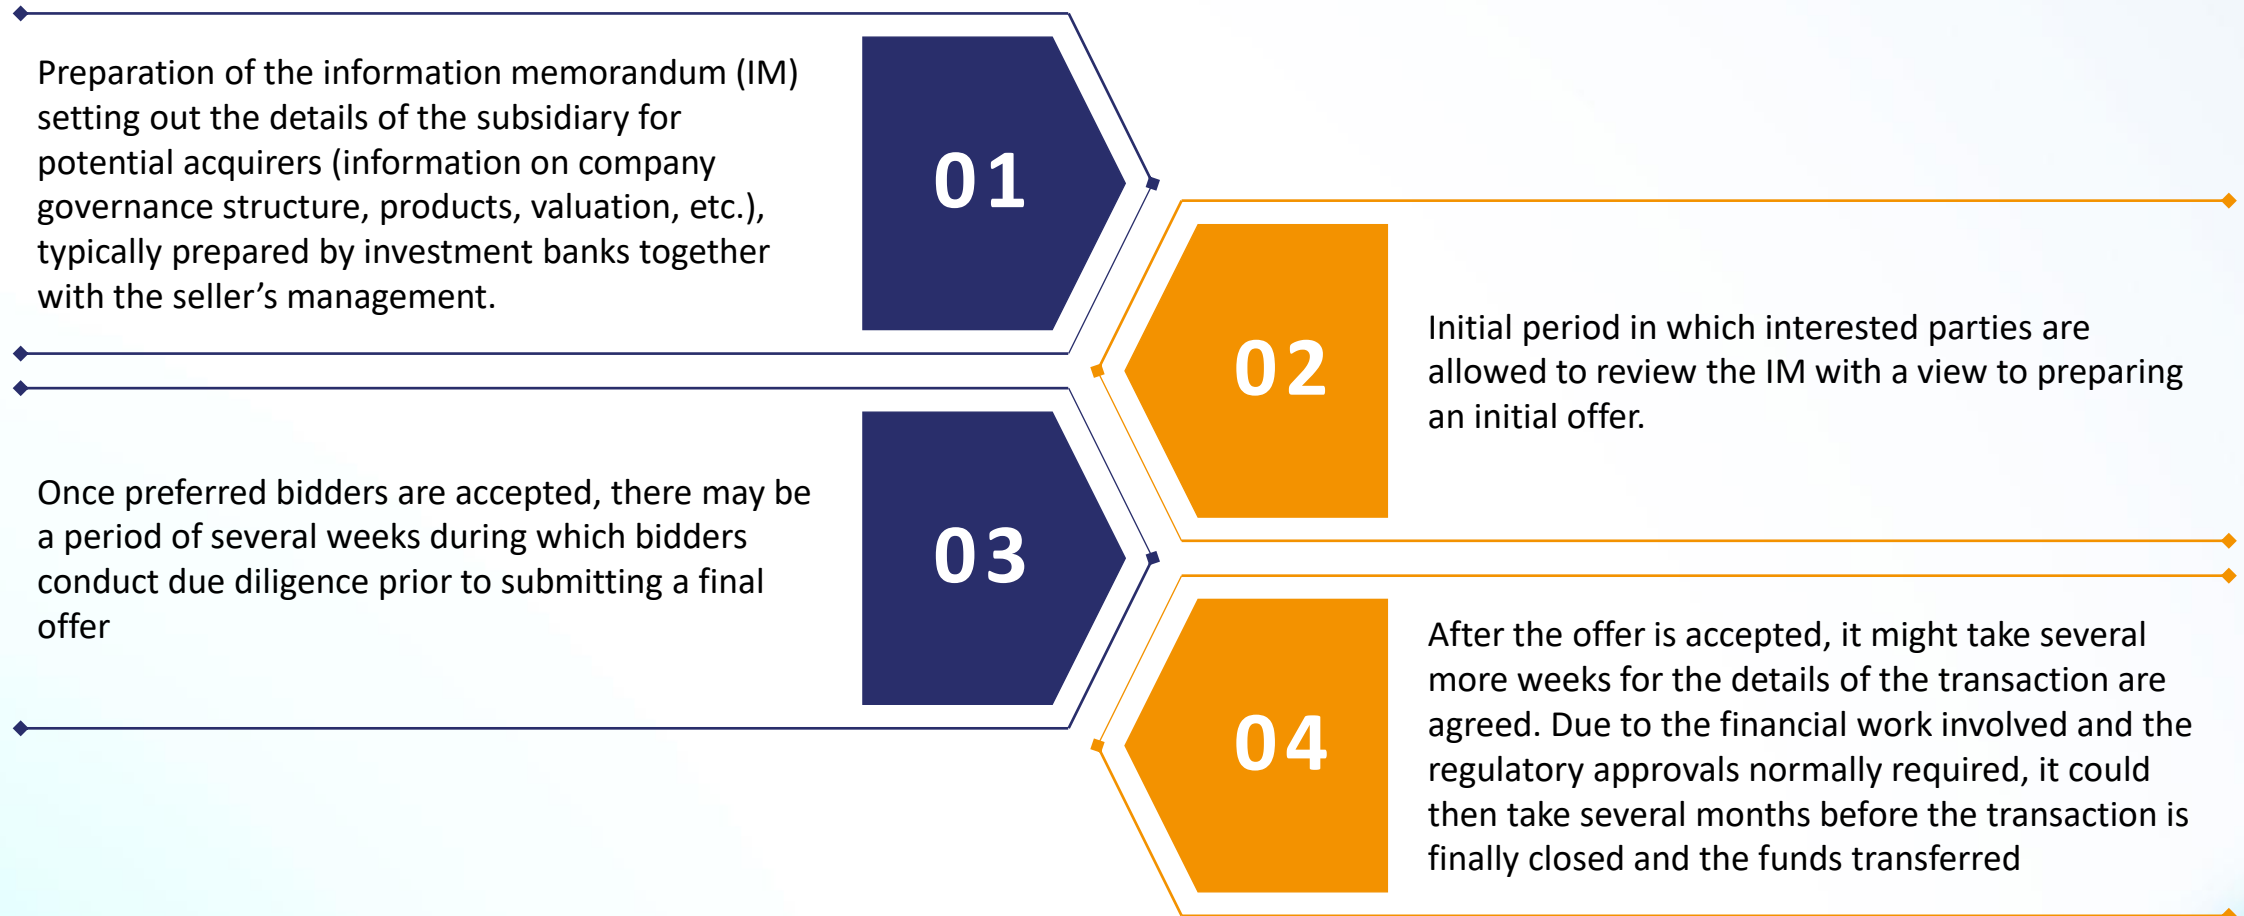 Preparation of the information memorandum (IM)
setting out the details of the subsidiary for
potential acquirers (information on company
governance structure, products, valuation, etc.),
typically prepared by investment banks together
with the seller’s management.
01
02
Initial period in which interested parties are
allowed to review the IM with a view to preparing
an initial offer.
Once preferred bidders are accepted, there may be
a period of several weeks during which bidders
conduct due diligence prior to submitting a final
offer
03
04
After the offer is accepted, it might take several
more weeks for the details of the transaction are
agreed. Due to the financial work involved and the
regulatory approvals normally required, it could
then take several months before the transaction is
finally closed and the funds transferred